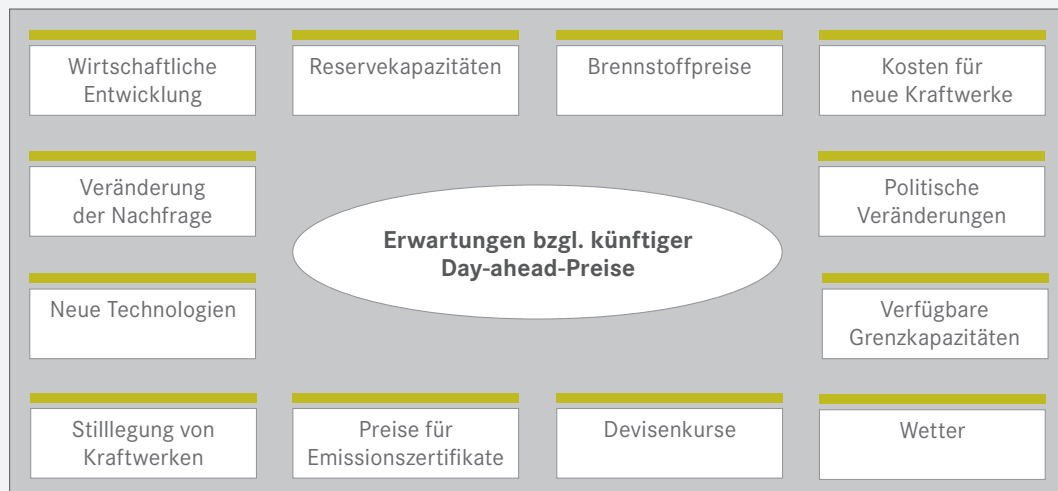 Wirtschaftliche
Entwicklung
Reservekapazitäten
Brennstoffpreise
Kosten für
neue Kraftwerke
Veränderung
der Nachfrage
Erwartungen bzgl. künftiger
Day-ahead-Preise
Politische
Veränderungen
Neue Technologien
Verfügbare
Grenzkapazitäten
Stilllegung von
Kraftwerken
Preise für
Emissionszertifikate
Devisenkurse
Wetter